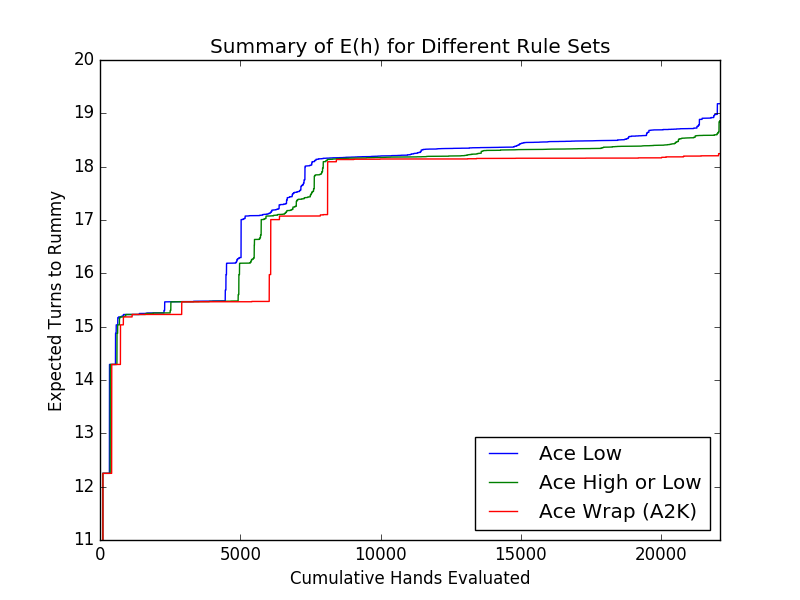 Summary of E(h) for Different Rule Sets
Expected Turns to Rummy
20
19
18
17
16
15
14
13
12
11
0
5000
10000
15000
20000
Cumulative Hands Evaluated
Ace Low
Ace High or Low
Ace Wrap (A2K)